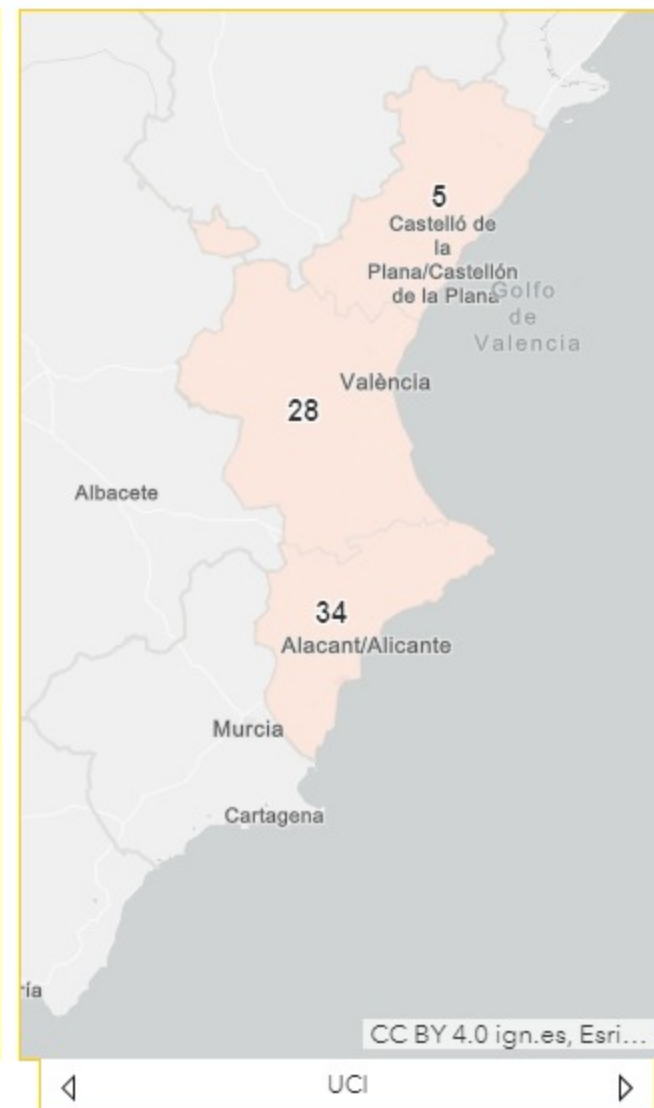 5
Castelló de
la
Plana/Castellón
de la Plana
Golfo
de
Valencia
València
28
Albacete
34
Alacant/Alicante
Murcia
Cartagena
ría
CC BY 4.0 ign.es, Esri...
UCI